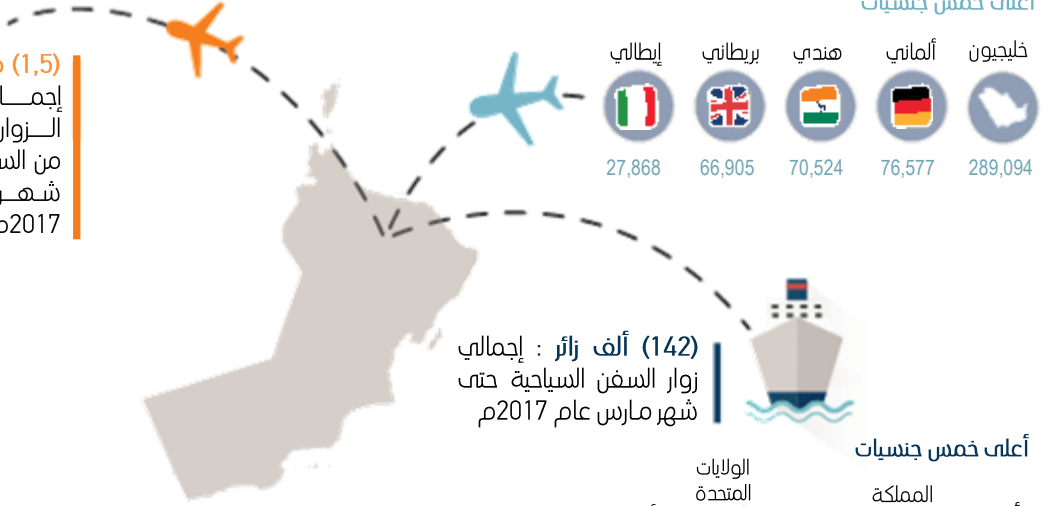 أعلى خمس جنسيات
خليجيون ألماني هندي بريطاني إيطالي
289,094 76,577 70,524 66,905 27,868
(1,5)
إجمـــا
الـــزوار
من
شهـــر
2017م
(142) ألف زائر : إجمالي
زوار السفن السياحية حتى
شهر مارس عام 2017م
أعلى خمس جنسيات
المملكة
الولايات
المتحدة